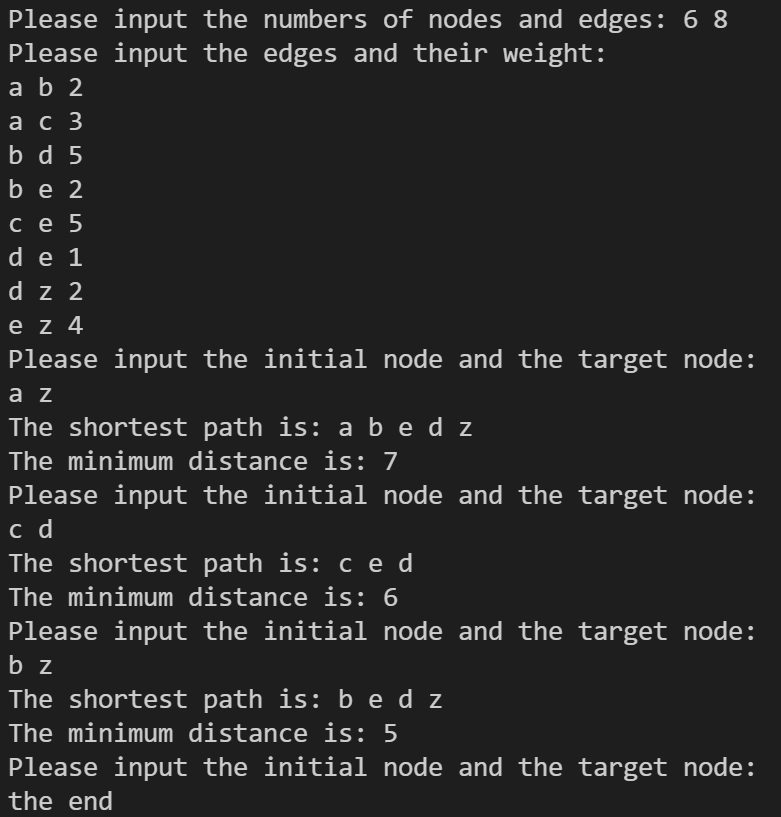 Please input the numbers of nodes and edges: 6 8
Please input the edges and their weight:
a b 2
a c 3
b d 5
b e 2
c e 5
d e 1
d z 2
e z 4
Please input the initial node and the target node:
a z
The shortest path is: a b e d z
The minimum distance is: 7
Please input the initial node and the target node:
c d
The shortest path is: c e d
The minimum distance is: 6
Please input the initial node and the target node:
b z
The shortest path is: b e d z
The minimum distance is: 5
Please input the initial node and the target node:
the end